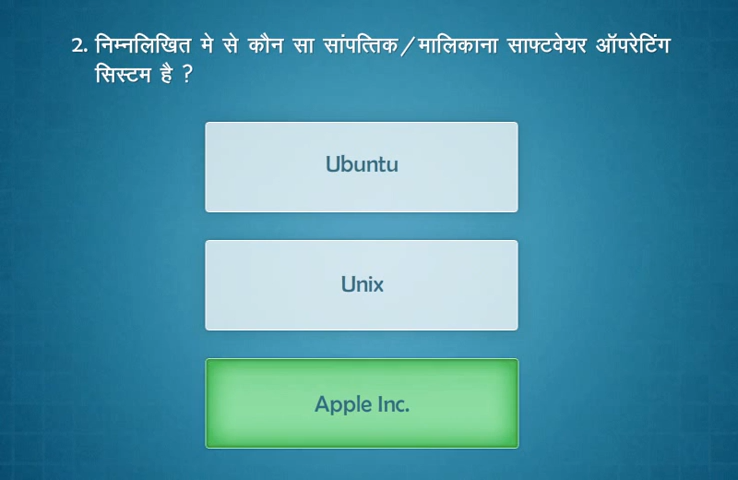 2. निम्नलिखित मे से कौन सा सांपत्तिक/मालिकाना साफ्टवेयर ऑपरेटिंग
सिस्टम है ?
Ubuntu
Unix
Apple Inc.